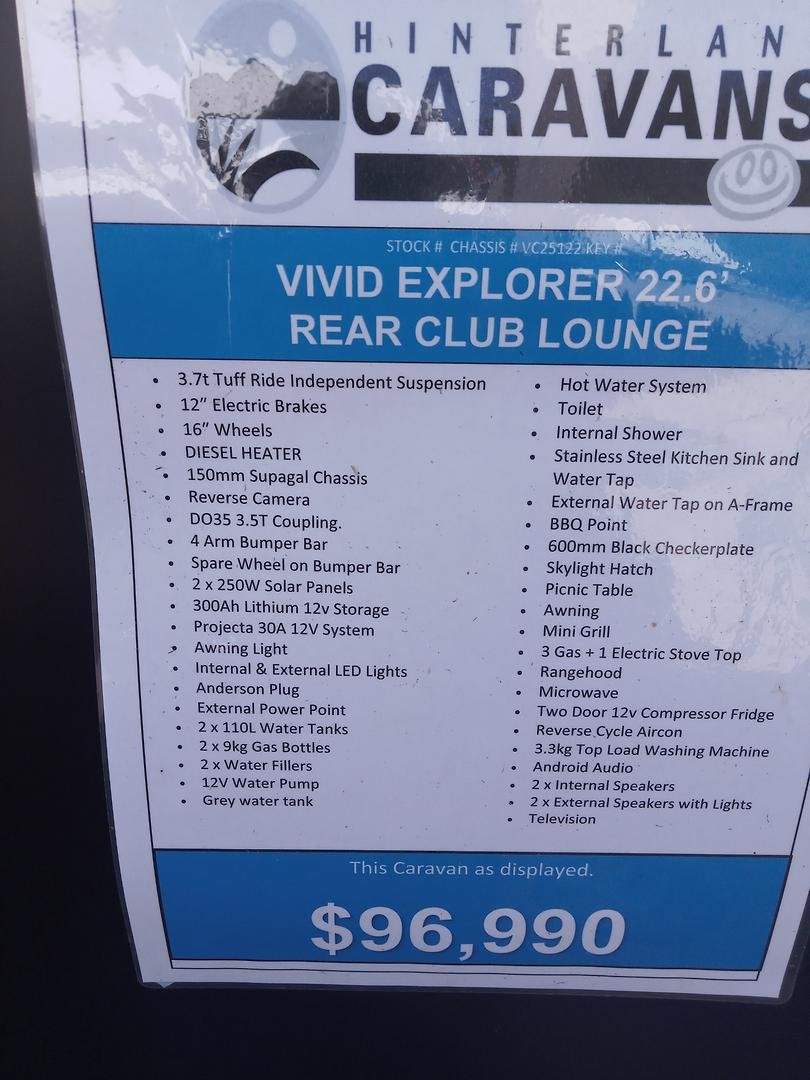 HINTERLAN
CARAVANS
STOCK # CHASSIS # VC25122 KEY #
VIVID EXPLORER 22.6’
REAR CLUB LOUNGE
• 3.7t Tuff Ride Independent Suspension
• 12” Electric Brakes
• 16” Wheels
• DIESEL HEATER
• 150mm Supagal Chassis
• Reverse Camera
• DO35 3.5T Coupling.
• 4 Arm Bumper Bar
• Spare Wheel on Bumper Bar
• 2 x 250W Solar Panels
• 300Ah Lithium 12v Storage
• Projecta 30A 12V System
• Awning Light
• Internal & External LED Lights
• Anderson Plug
• External Power Point
• 2 x 110L Water Tanks
• 2 x 9kg Gas Bottles
• 2 x Water Fillers
• 12V Water Pump
• Grey water tank
• Hot Water System
• Toilet
• Internal Shower
• Stainless Steel Kitchen Sink and
Water Tap
• External Water Tap on A-Frame
• BBQ Point
• 600mm Black Checkerplate
• Skylight Hatch
• Picnic Table
• Awning
• Mini Grill
• 3 Gas + 1 Electric Stove Top
• Rangehood
• Microwave
• Two Door 12v Compressor Fridge
• Reverse Cycle Aircon
• 3.3kg Top Load Washing Machine
• Android Audio
• 2 x Internal Speakers
• 2 x External Speakers with Lights
• Television
This Caravan as displayed.
$96,990